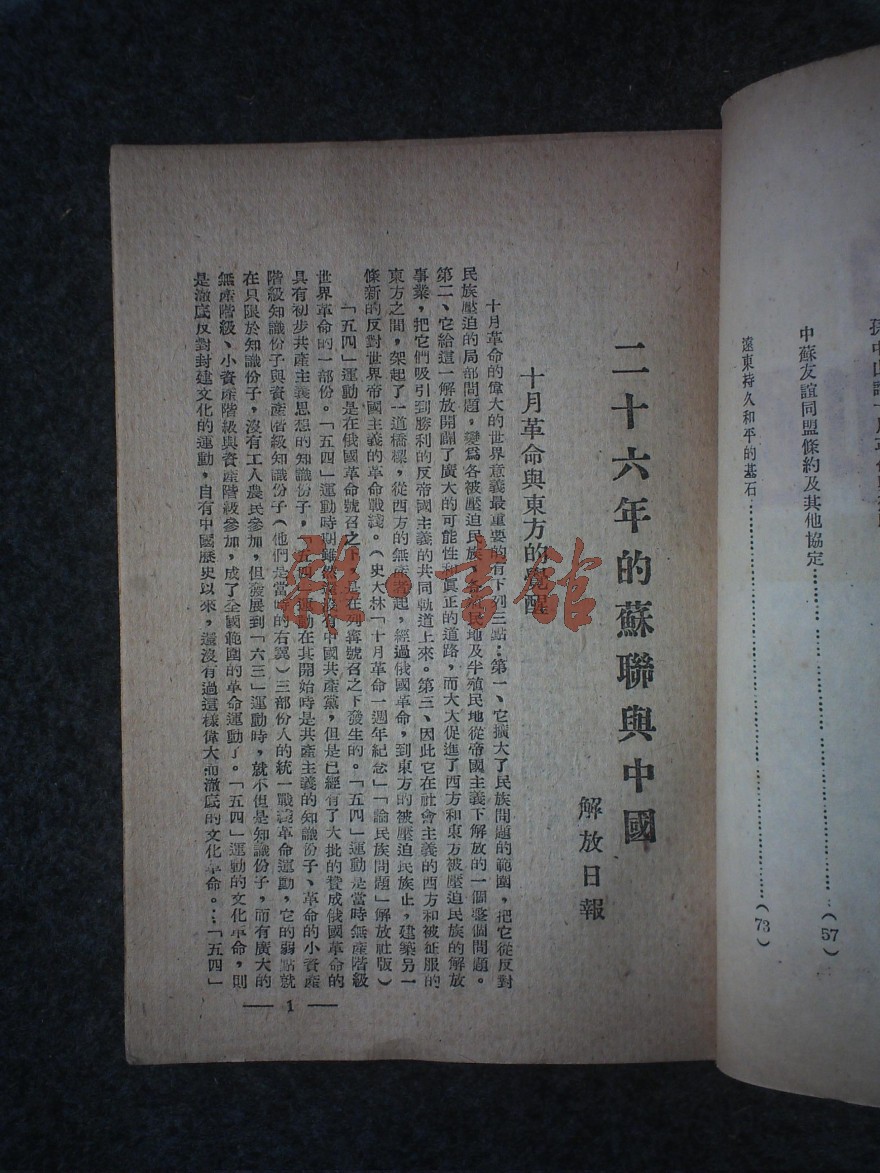 中蘇友誼同盟條約及其他協定……(57)
遠東持久和平的基石……(73)
二十六年的蘇聯與中國
解放日報
十月革命與東方的覺醒
十月革命的偉大的世界意義最重要的有下列三點:第一、它擴大了民族問題的範圍,把它從反對
民族壓迫的局部問題,變爲各被壓迫民族、各殖民地及半殖民地從帝國主義下解放的一個整個問題。
第二、它給這一解放開闢了廣大的可能性和眞正的道路,而大大促進了西方和東方被壓迫民族的解放
事業,把它們吸引到勝利的反帝國主義的共同軌道上來。第三、因此它在社會主義的西方和被征服的
東方之間,架起了一道橋樑,從西方的無產者起,經過俄國革命,到東方的被壓迫民族止,建築另一
條新的反對世界帝國主義的革命戰綫。(史大林「十月革命一週年紀念」「論民族問題」解放社版)
「五四」運動是在俄國革命號召之下,是在列寗號召之下發生的。「五四」運動是當時無產階級
世界革命的一部份。「五四」運動時期雖然還沒有中國共產黨,但是已經有了大批的贊成俄國革命的
具有初步共產主義思想的知識份子,「五四」運動在其開始時是共產主義的知識份子、革命的小資產
階級知識份子與資產階級知識份子(他們是當時的右翼)三部份人的統一戰綫革命運動,它的弱點就
在只限於知識份子,沒有工人農民參加,但發展到「六三」運動時,就不但是知識份子,而有廣大的
無產階級、小資產階級與資產階級參加,成了全國範圍的革命運動了。「五四」運動的文化革命,則
是澈底反對封建文化的運動,自有中國歷史以來,還沒有過這樣偉大而澈底的文化革命。…「五四」
— 1 —
雜·書館